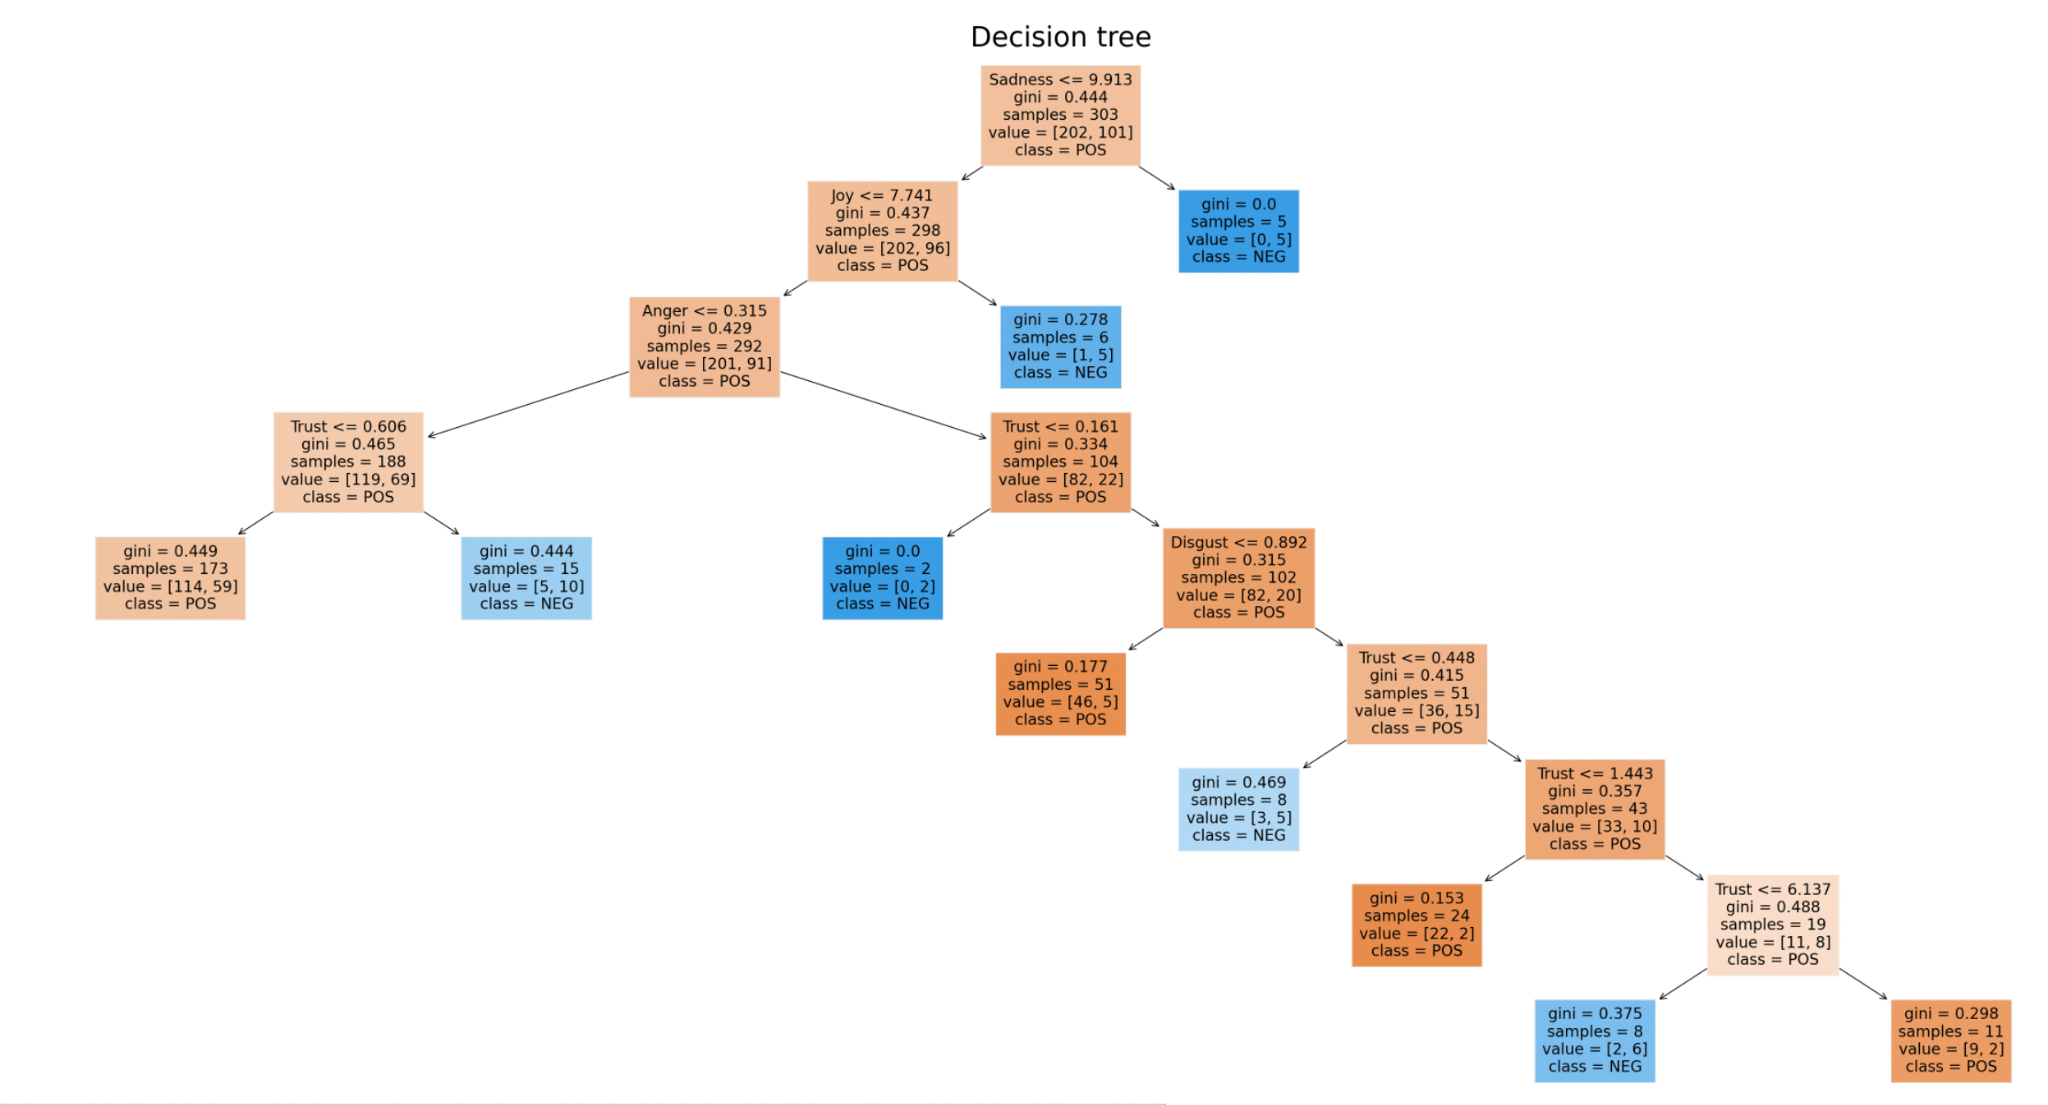 Decision tree
Sadness <= 9.913
gini = 0.444
samples = 303
value = [202, 101]
class = POS
Joy <= 7.741
gini = 0.437
samples = 298
value = [202, 96]
class = POS
gini = 0.0
samples = 5
value = [0, 5]
class = NEG
Anger <= 0.315
gini = 0.429
samples = 292
value = [201, 91]
class = POS
gini = 0.278
samples = 6
value = [1, 5]
class = NEG
Trust <= 0.606
gini = 0.465
samples = 188
value = [119, 69]
class = POS
Trust <= 0.161
gini = 0.334
samples = 104
value = [82, 22]
class = POS
gini = 0.449
samples = 173
value = [114, 59]
class = POS
gini = 0.444
samples = 15
value = [5, 10]
class = NEG
gini = 0.0
samples = 2
value = [0, 2]
class = NEG
Disgust <= 0.892
gini = 0.315
samples = 102
value = [82, 20]
class = POS
gini = 0.177
samples = 51
value = [46, 5]
class = POS
Trust <= 0.448
gini = 0.415
samples = 51
value = [36, 15]
class = POS
gini = 0.469
samples = 8
value = [3, 5]
class = NEG
Trust <= 1.443
gini = 0.357
samples = 43
value = [33, 10]
class = POS
gini = 0.153
samples = 24
value = [22, 2]
class = POS
Trust <= 6.137
gini = 0.488
samples = 19
value = [11, 8]
class = POS
gini = 0.375
samples = 8
value = [2, 6]
class = NEG
gini = 0.298
samples = 11
value = [9, 2]
class = POS